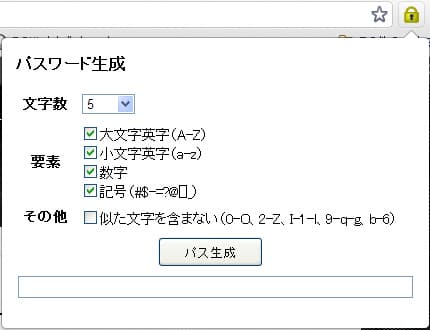 パスワード生成
文字数 5
要素
大文字英字(A-Z)
小文字英字(a-z)
数字
記号(#$-=?@[]_)
その他 似た文字を含まない(0-O、2-Z、I-1-l、9-q-g、b-6)
パス生成